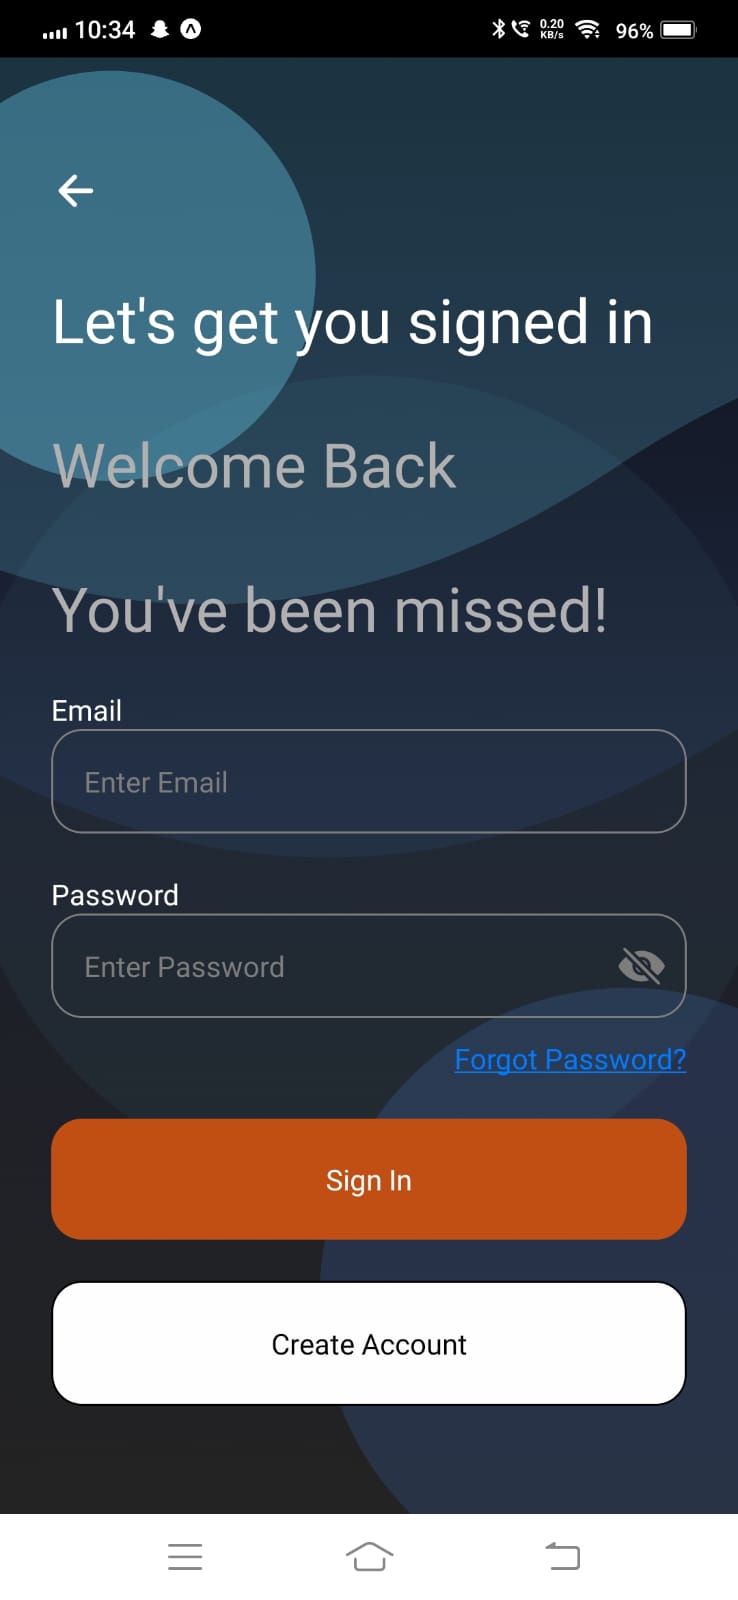 10:34
0.20
KB/s
96%
Let's get you signed in
Welcome Back
You've been missed!
Email
Enter Email
Password
Enter Password
Forgot Password?
Sign In
Create Account